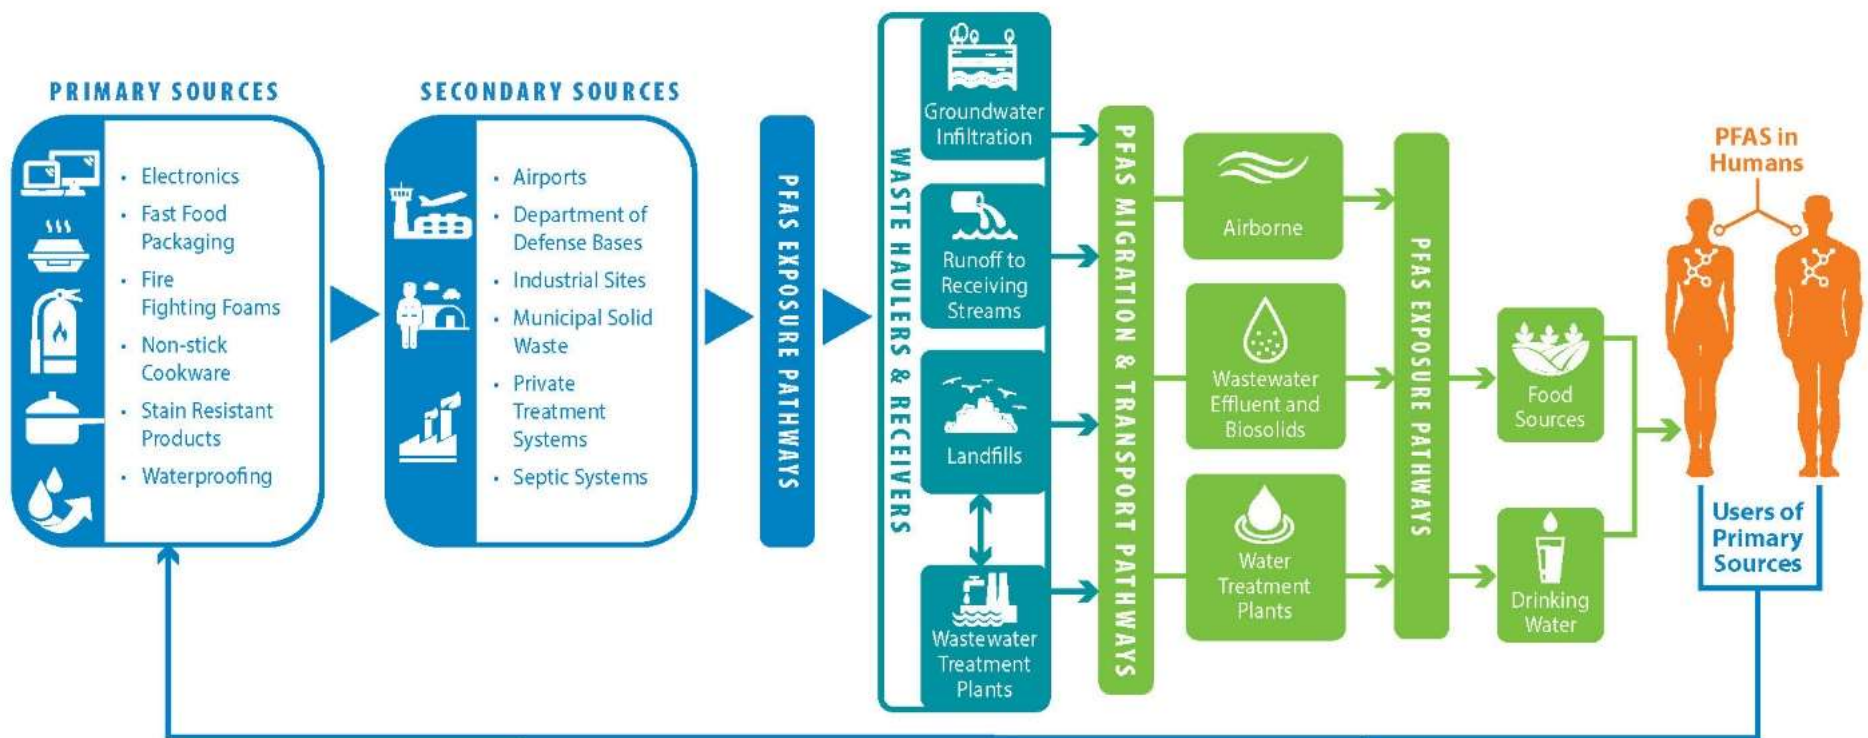 PRIMARY SOURCES
• Electronics
• Fast Food
Packaging
• Fire
Fighting Foams
• Non-stick
Cookware
• Stain Resistant
Products
• Waterproofing
SECONDARY SOURCES
• Airports
• Department of
Defense Bases
• Industrial Sites
• Municipal Solid
Waste
• Private
Treatment
Systems
• Septic Systems
PFAS EXPOSURE PATHWAYS
WASTE HAULERS & RECEIVERS
Groundwater
Infiltration
Runoff to
Receiving
Streams
Landfills
Wastewater
Treatment
Plants
PFAS MIGRATION & TRANSPORT PATHWAYS
Airborne
Wastewater
Effluent and
Biosolids
Water
Treatment
Plants
PFAS EXPOSURE PATHWAYS
Food
Sources
Drinking
Water
PFAS in
Humans
Users of
Primary
Sources